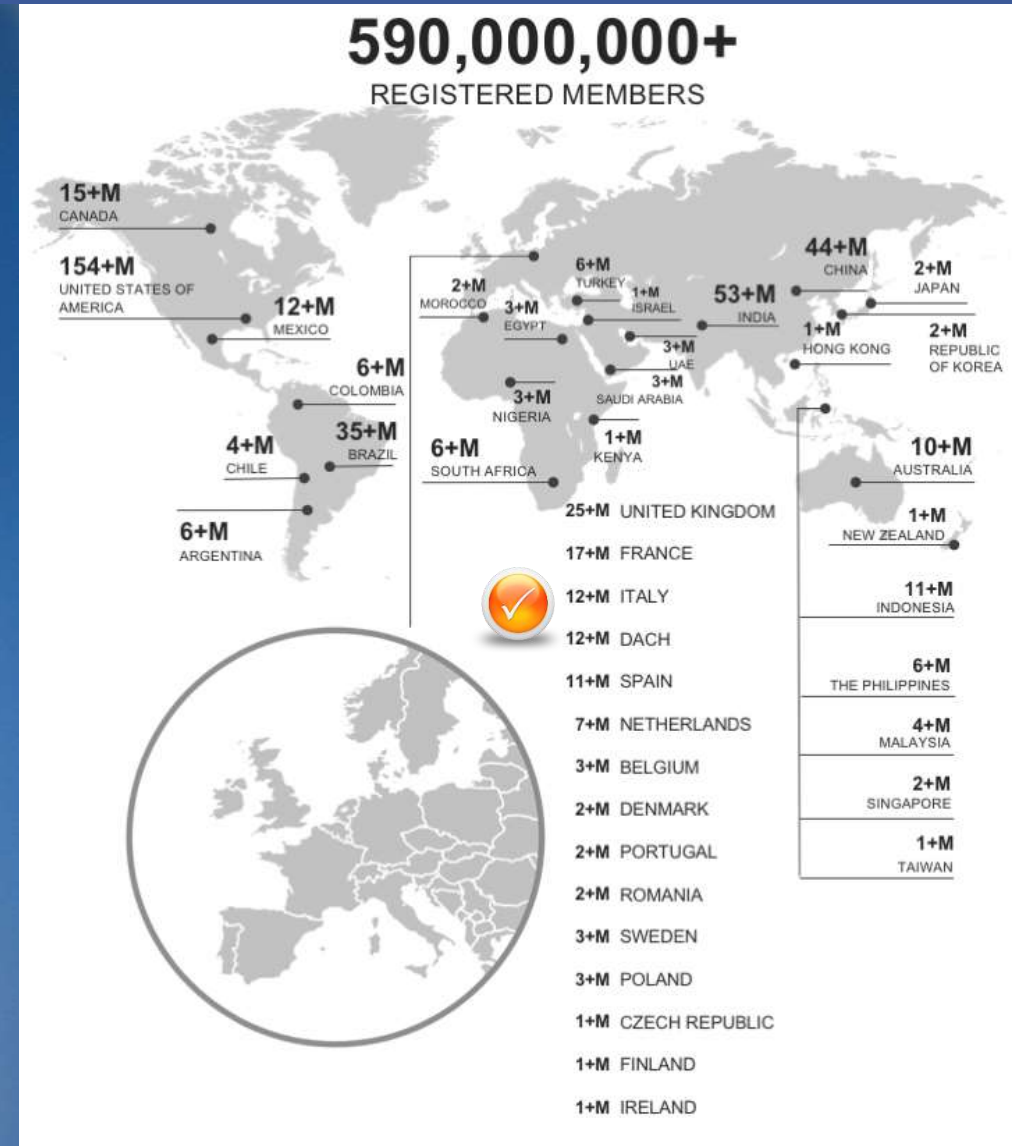 590,000,000+
REGISTERED MEMBERS
15+M
CANADA
154+M
UNITED STATES OF
AMERICA
12+M
MEXICO
6+M
COLOMBIA
4+M
CHILE
35+M
BRAZIL
6+M
ARGENTINA
2+M
MOROCCO
6+M
TURKEY
3+M
EGYPT
1+M
ISRAEL
3+M
UAE
3+M
SAUDI ARABIA
3+M
NIGERIA
1+M
KENYA
6+M
SOUTH AFRICA
53+M
INDIA
44+M
CHINA
2+M
JAPAN
1+M
HONG KONG
2+M
REPUBLIC
OF KOREA
10+M
AUSTRALIA
1+M
NEW ZEALAND
11+M
INDONESIA
6+M
THE PHILIPPINES
4+M
MALAYSIA
2+M
SINGAPORE
1+M
TAIWAN
25+M UNITED KINGDOM
17+M FRANCE
12+M ITALY
12+M DACH
11+M SPAIN
7+M NETHERLANDS
3+M BELGIUM
2+M DENMARK
2+M PORTUGAL
2+M ROMANIA
3+M SWEDEN
3+M POLAND
1+M CZECH REPUBLIC
1+M FINLAND
1+M IRELAND